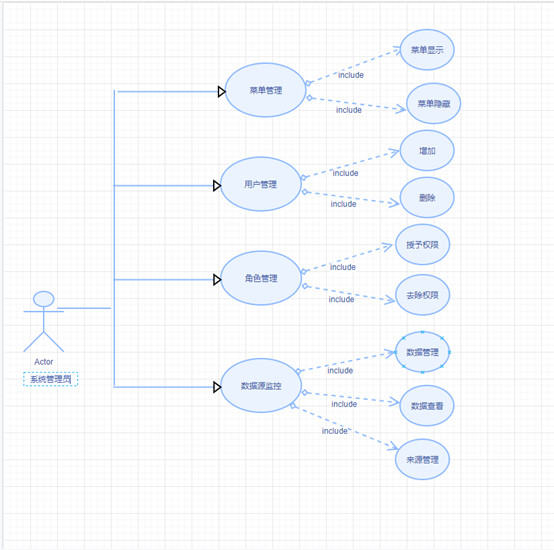 菜单显示
include
菜单管理
include
菜单隐藏
增加
include
用户管理
include
删除
授予权限
include
角色管理
include
去除权限
数据管理
Actor
include
系统管理员
数据源监控
include
数据查看
include
来源管理